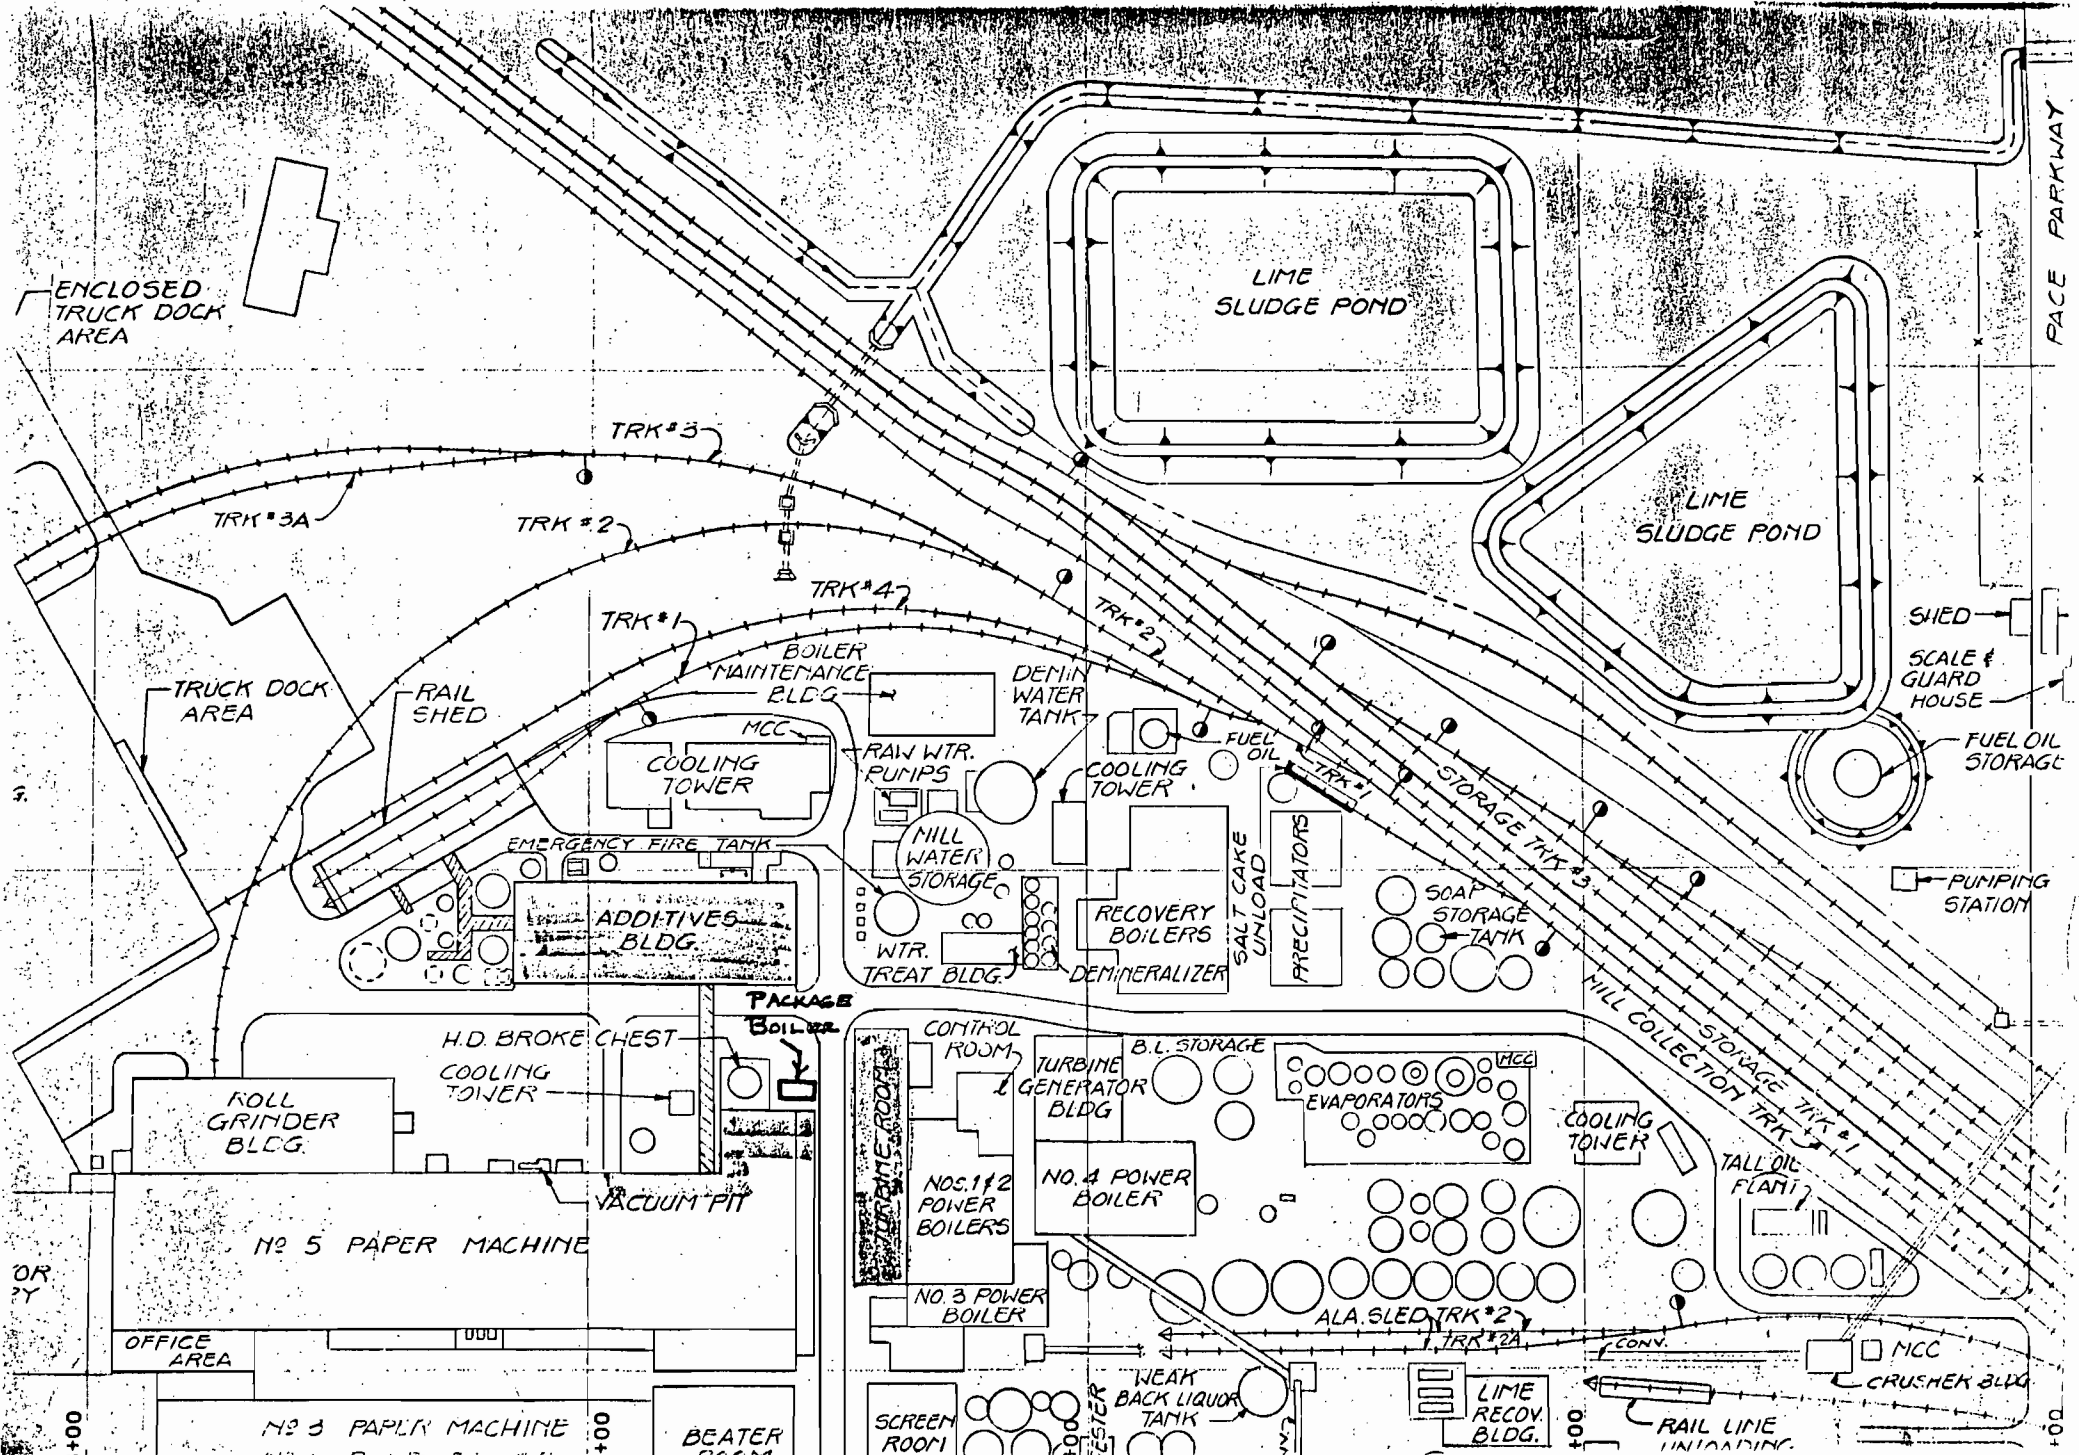 PACE PARKWAY
ENCLOSED
TRUCK DOCK
AREA
LIME
SLUDGE POND
LIME
SLUDGE POND
TRK #3
TRK #3A
TRK #2
TRK #4
TRK #1
TRK #2
SHED
SCALE &
GUARD
HOUSE
TRUCK DOCK
AREA
RAIL
SHED
BOILER
MAINTENANCE
BLDG
DEMIN
WATER
TANK
MCC
COOLING
TOWER
RAW WTR.
PUMPS
FUEL
OIL
COOLING
TOWER
TRK #1
STORAGE TRK #3
FUEL OIL
STORAGE
EMERGENCY FIRE TANK
MILL
WATER
STORAGE
SALT CAKE
UNLOAD
PRECIPITATORS
SOAP
STORAGE
TANK
PUMPING
STATION
ADDITIVES
BLDG.
RECOVERY
BOILERS
WTR.
TREAT BLDG.
DEMINERALIZER
PACKAGE
BOILER
H.D. BROKE CHEST
COOLING
TOWER
CONTROL
ROOM
TURBINE
GENERATOR
BLDG
B.L. STORAGE
MCC
EVAPORATORS
COOLING
TOWER
MILL COLLECTION TRK
STORAGE TRK #1
ROLL
GRINDER
BLDG.
TURBINE ROOM
NOS. 1 & 2
POWER
BOILERS
NO. 4 POWER
BOILER
TALL OIL
PLANT
VACUUM PIT
Nº 5 PAPER MACHINE
NO. 3 POWER
BOILER
ALA. SLED TRK #2
TRK #2A
CONV.
MCC
CRUSHER BLDG
OFFICE
AREA
WEAK
BACK LIQUOR
TANK
LIME
RECOV.
BLDG.
RAIL LINE
UNLOADING
Nº 3 PAPER MACHINE
BEATER
ROOM
SCREEN
ROOM
+00
+00
+00
+00